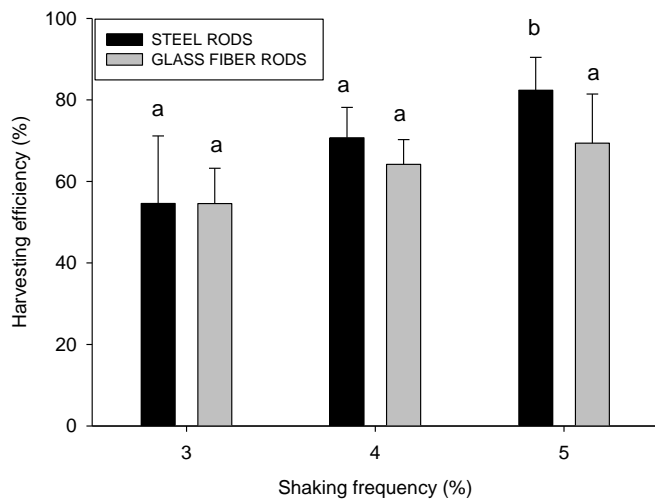 100
80
60
40
20
0
Harvesting efficiency (%)
STEEL RODS
GLASS FIBER RODS
a
a
a
a
b
a
3
4
5
Shaking frequency (%)